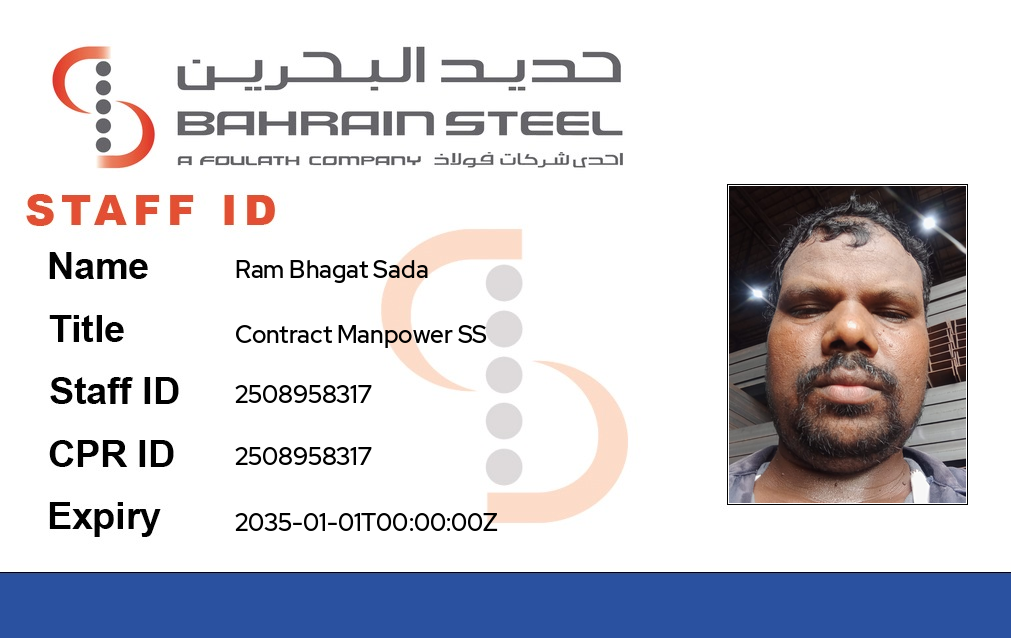 حديد البحرين
BAHRAIN STEEL
A FOULATH COMPANY احدى شركات فولاذ
STAFF ID
Name Ram Bhagat Sada
Title Contract Manpower SS
Staff ID 2508958317
CPR ID 2508958317
Expiry 2035-01-01T00:00:00Z